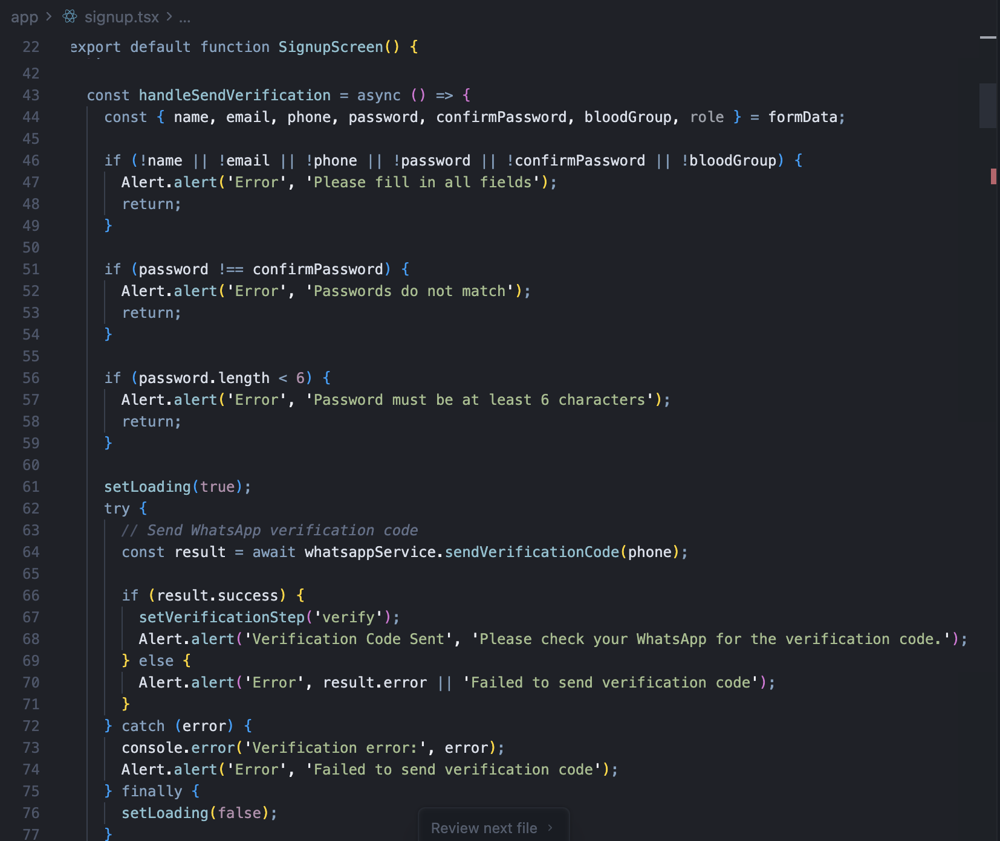 app > signup.tsx > ...
22 export default function SignupScreen() {
42
43 const handleSendVerification = async () => {
44 const { name, email, phone, password, confirmPassword, bloodGroup, role } = formData;
45
46 if (!name || !email || !phone || !password || !confirmPassword || !bloodGroup) {
47 Alert.alert('Error', 'Please fill in all fields');
48 return;
49 }
50
51 if (password !== confirmPassword) {
52 Alert.alert('Error', 'Passwords do not match');
53 return;
54 }
55
56 if (password.length < 6) {
57 Alert.alert('Error', 'Password must be at least 6 characters');
58 return;
59 }
60
61 setLoading(true);
62 try {
63 // Send WhatsApp verification code
64 const result = await whatsappService.sendVerificationCode(phone);
65
66 if (result.success) {
67 setVerificationStep('verify');
68 Alert.alert('Verification Code Sent', 'Please check your WhatsApp for the verification code.');
69 } else {
70 Alert.alert('Error', result.error || 'Failed to send verification code');
71 }
72 } catch (error) {
73 console.error('Verification error:', error);
74 Alert.alert('Error', 'Failed to send verification code');
75 } finally {
76 setLoading(false);
77 }
Review next file >